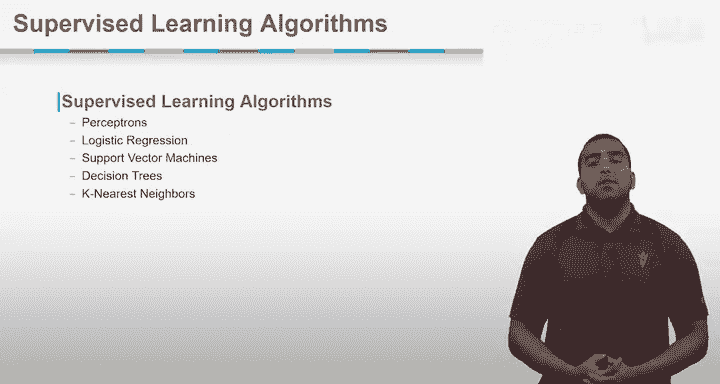 Supervised Learning Algorithms
Supervised Learning Algorithms
– Perceptrons
– Logistic Regression
– Support Vector Machines
– Decision Trees
– K-Nearest Neighbors